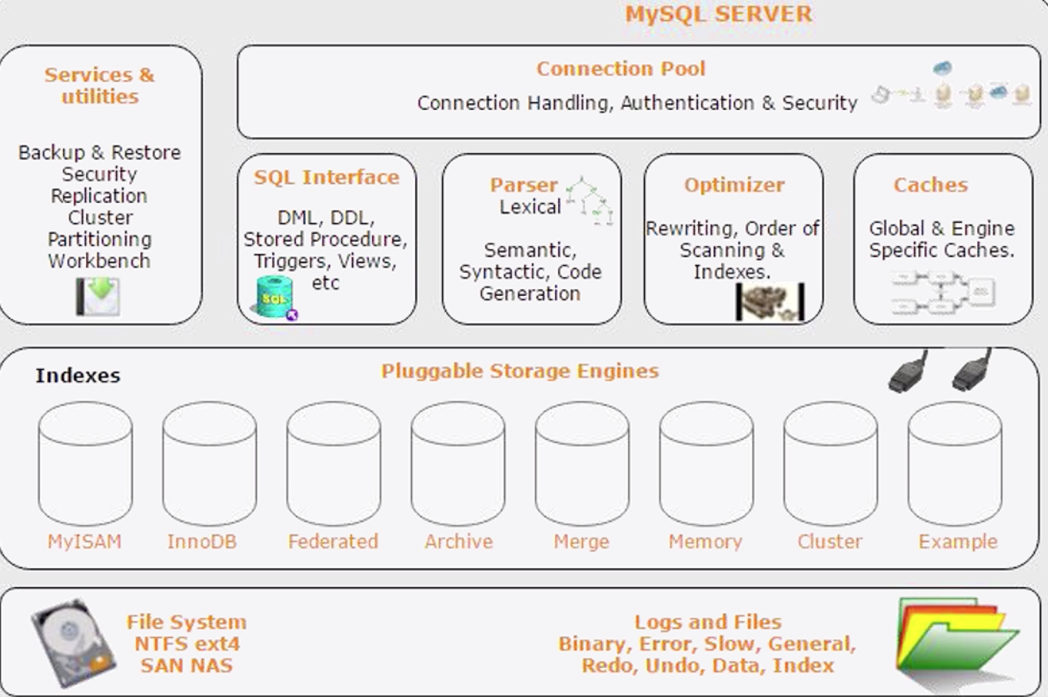 MySQL SERVER
Services &
utilities
Backup & Restore
Security
Replication
Cluster
Partitioning
Workbench
Connection Pool
Connection Handling, Authentication & Security
SQL Interface
DML, DDL,
Stored Procedure,
Triggers, Views,
etc
SQL
Parser
Lexical
Semantic,
Syntactic, Code
Generation
Optimizer
Rewriting, Order of
Scanning &
Indexes.
Caches
Global & Engine
Specific Caches.
Indexes
Pluggable Storage Engines
MyISAM
InnoDB
Federated
Archive
Merge
Memory
Cluster
Example
File System
NTFS ext4
SAN NAS
Logs and Files
Binary, Error, Slow, General,
Redo, Undo, Data, Index